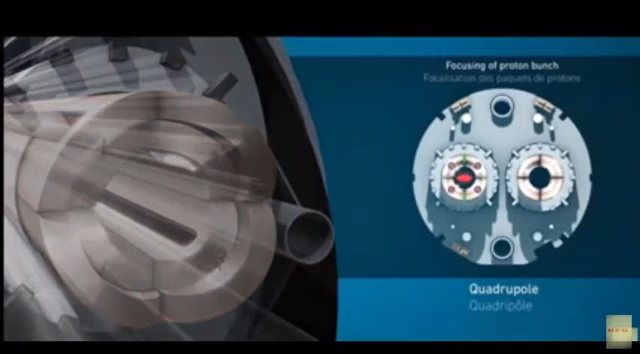 Focusing of proton bunch
Focalisation des paquets de protons
Quadrupole
Quadripôle